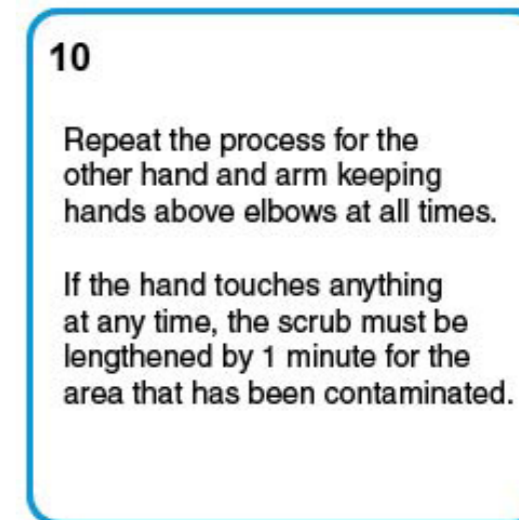 10
Repeat the process for the
other hand and arm keeping
hands above elbows at all times.
If the hand touches anything
at any time, the scrub must be
lengthened by 1 minute for the
area that has been contaminated.